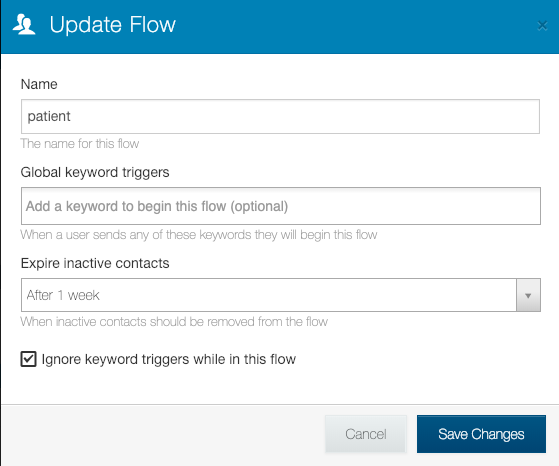 Update Flow
Name
patient
The name for this flow
Global keyword triggers
Add a keyword to begin this flow (optional)
When a user sends any of these keywords they will begin this flow
Expire inactive contacts
After 1 week
When inactive contacts should be removed from the flow
Ignore keyword triggers while in this flow
Cancel
Save Changes